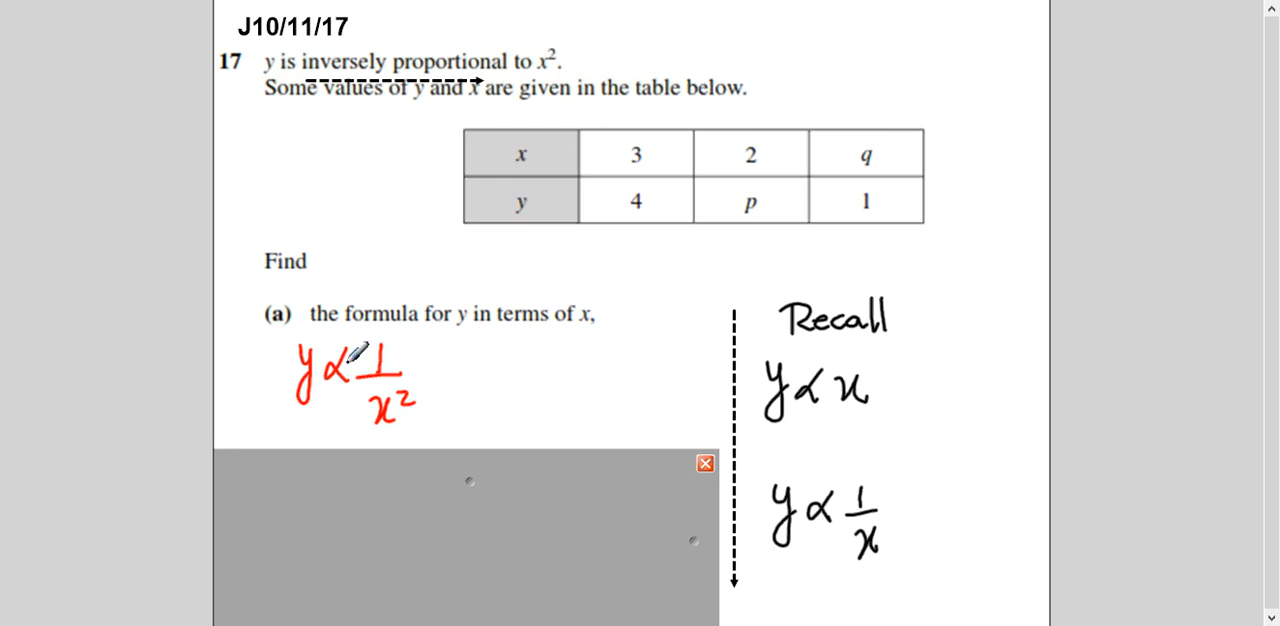 J10/11/17
17 y is inversely proportional to x².
Some values of y and x are given in the table below.
x 3 2 q
y 4 p 1
Find
(a) the formula for y in terms of x,
y ∝ 1/x²
Recall
y ∝ x
y ∝ 1/x